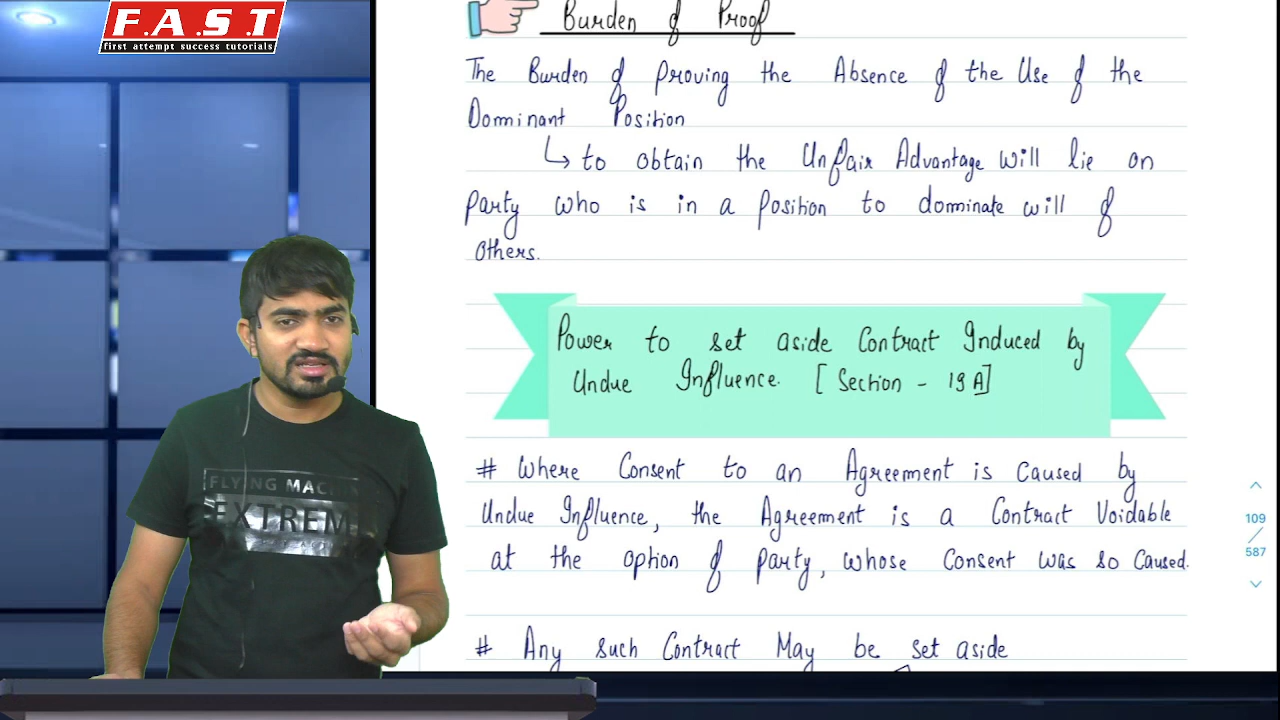 F.A.S.T
first attempt success tutorials
Burden of Proof
The Burden of proving the Absence of the Use of the
Dominant Position
↳ to obtain the Unfair Advantage will lie on
party who is in a position to dominate will of
others.
Power to set aside Contract Induced by
Undue Influence. [Section - 19A]
# Where Consent to an Agreement is caused by
Undue Influence, the Agreement is a Contract Voidable
at the option of party, whose Consent was so caused.
# Any such Contract May be set aside
109
587
FLYING MAC
EXTREM